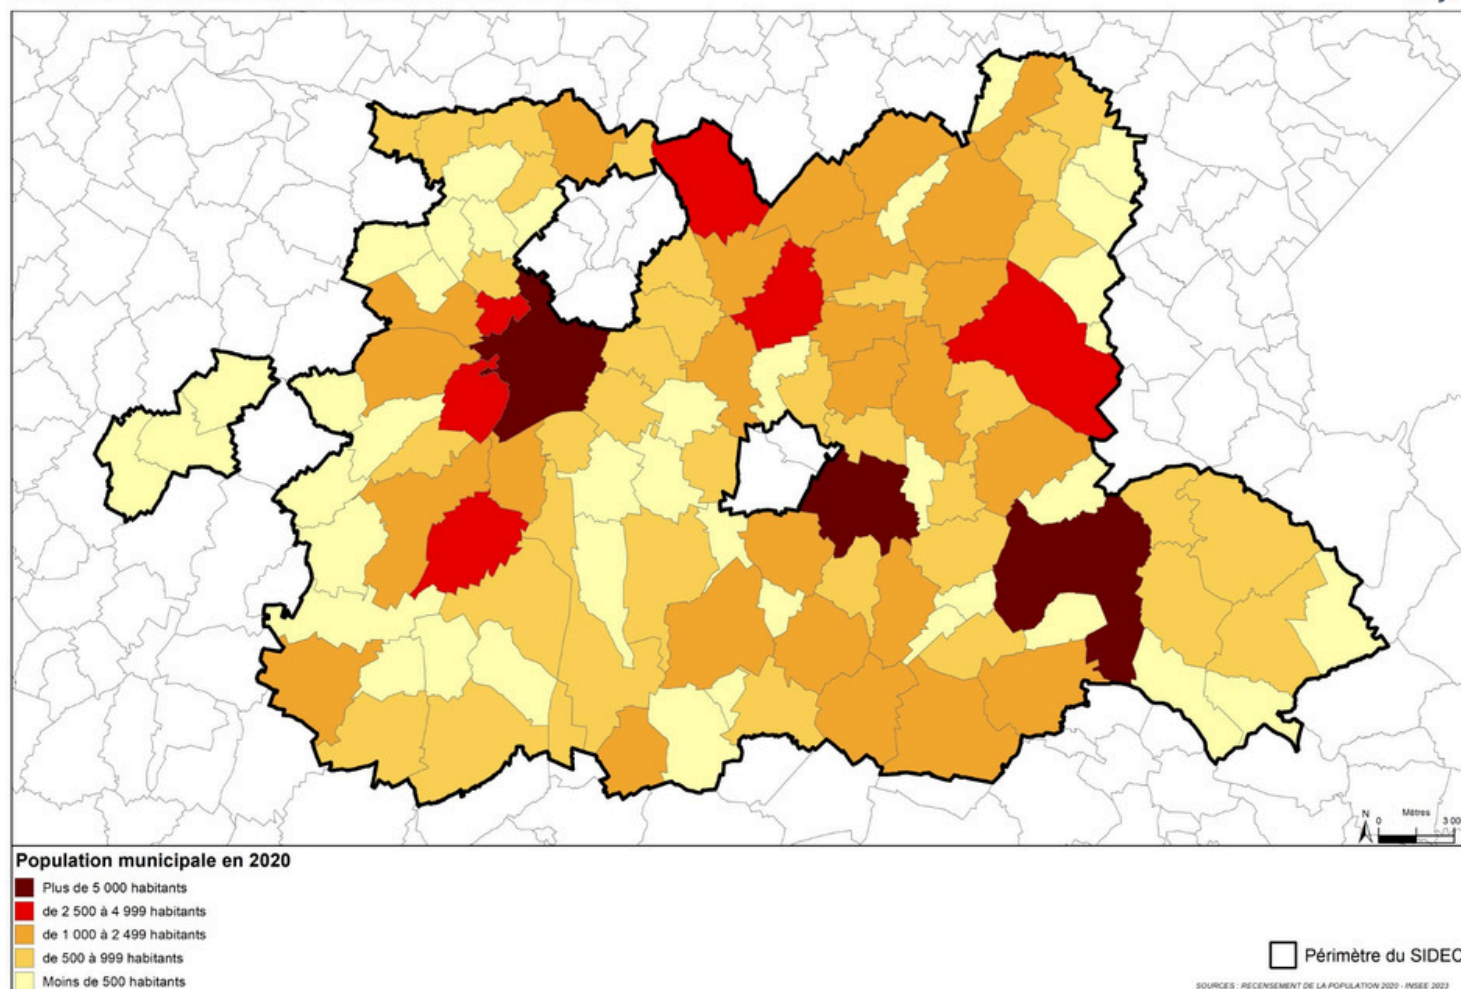 N
0
Mètres
3 00
Population municipale en 2020
Plus de 5 000 habitants
de 2 500 à 4 999 habitants
de 1 000 à 2 499 habitants
de 500 à 999 habitants
Moins de 500 habitants
Périmètre du SIDEC
SOURCES : RECENSEMENT DE LA POPULATION 2020 - INSEE 2023